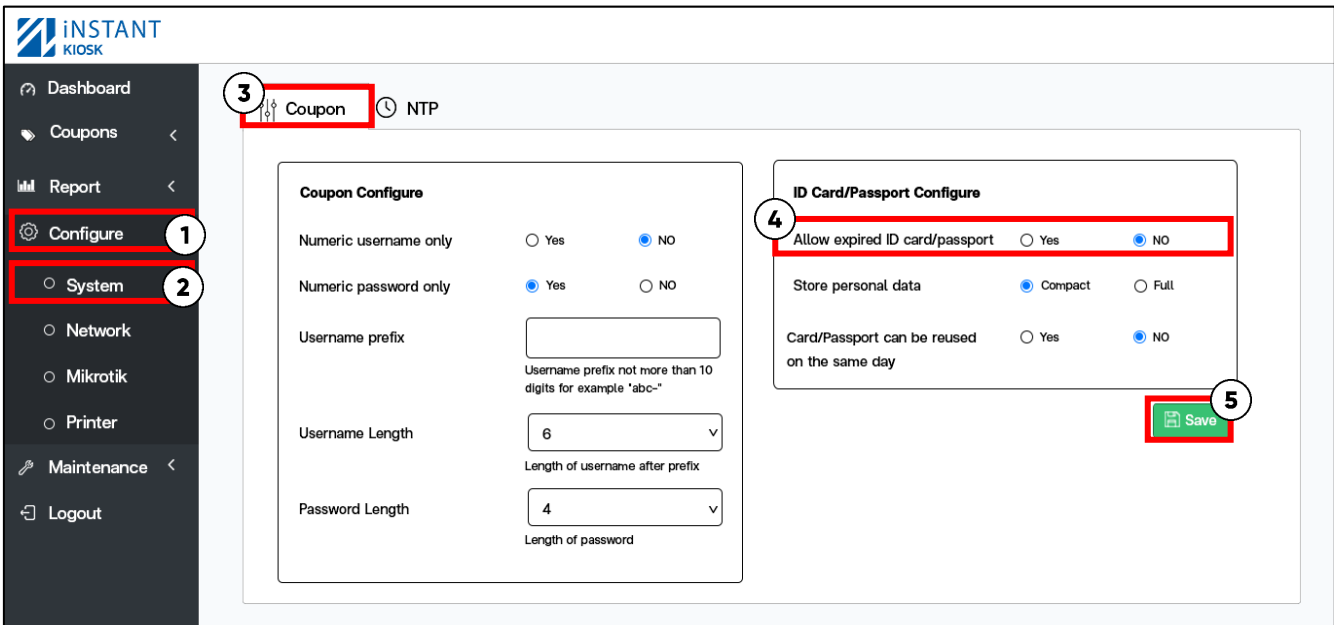 iNSTANT
KIOSK
Dashboard
Coupons
Report
Configure
1
System
2
Network
Mikrotik
Printer
Maintenance
Logout
3
Coupon
NTP
Coupon Configure
Numeric username only Yes NO
Numeric password only Yes NO
Username prefix
Username prefix not more than 10
digits for example "abc-"
Username Length 6
Length of username after prefix
Password Length 4
Length of password
ID Card/Passport Configure
4
Allow expired ID card/passport Yes NO
Store personal data Compact Full
Card/Passport can be reused Yes NO
on the same day
5
Save